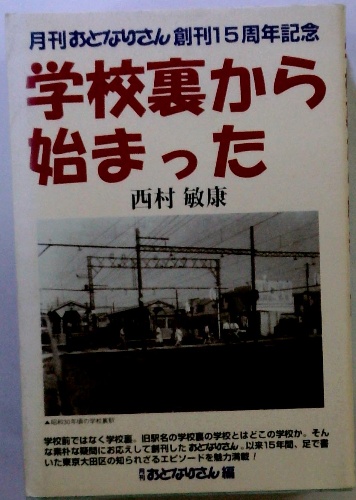 月刊おとなりさん創刊15周年記念
学校裏から
始まった
西村 敏康
▲昭和30年頃の学校裏駅
学校前ではなく学校裏。旧駅名の学校裏の学校とはどこの学校か。そん
な素朴な疑問にお応えして創刊したおとなりさん。以来15年間、足で書
いた東京大田区の知られざるエピソードを魅力満載！
月刊おとなりさん編